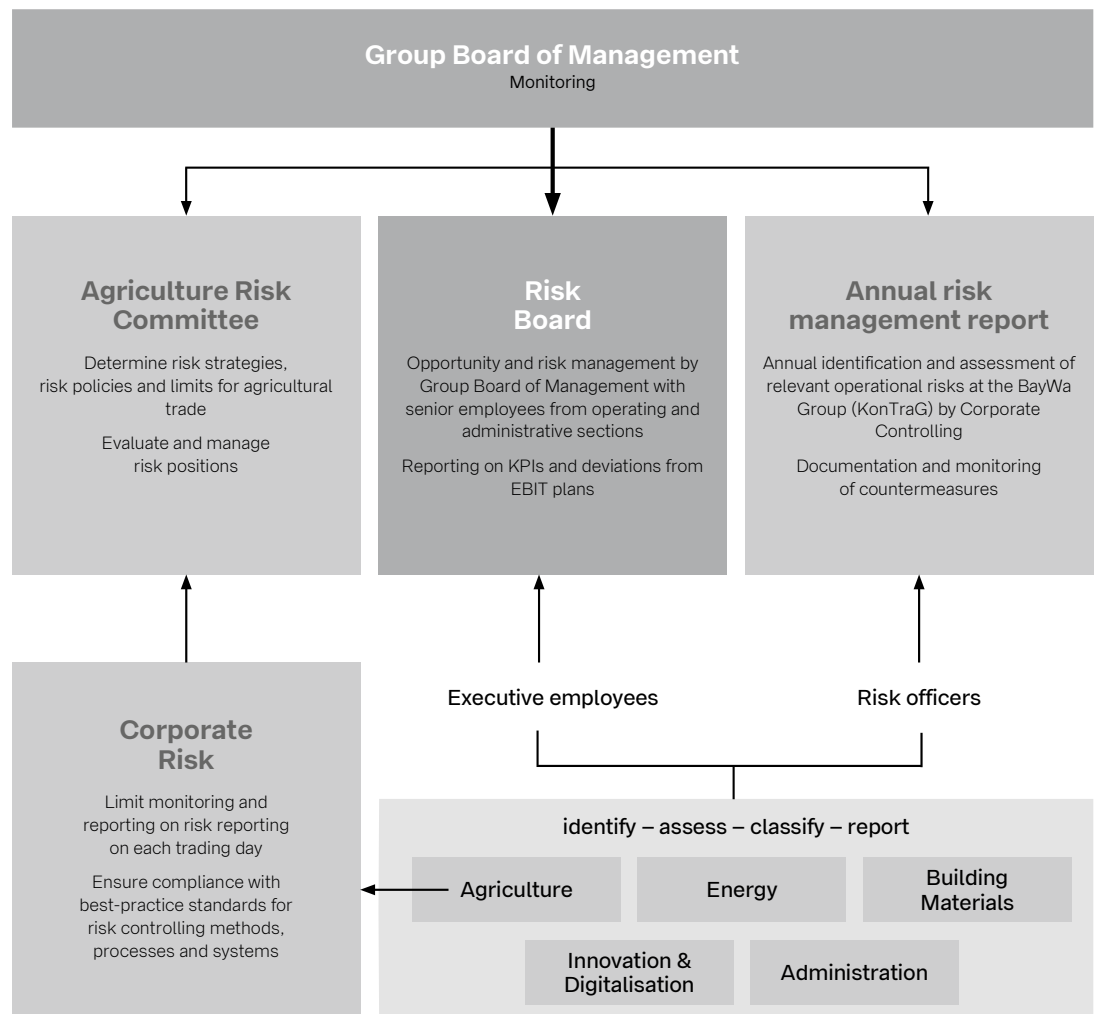 Group Board of Management
Monitoring
Agriculture Risk
Committee
Determine risk strategies,
risk policies and limits for agricultural
trade
Evaluate and manage
risk positions
Risk
Board
Opportunity and risk management by
Group Board of Management with
senior employees from operating and
administrative sections
Reporting on KPIs and deviations from
EBIT plans
Annual risk
management report
Annual identification and assessment of
relevant operational risks at the BayWa
Group (KonTraG) by Corporate
Controlling
Documentation and monitoring
of countermeasures
Corporate
Risk
Limit monitoring and
reporting on risk reporting
on each trading day
Ensure compliance with
best-practice standards for
risk controlling methods,
processes and systems
Executive employees
Risk officers
identify – assess – classify – report
Agriculture
Energy
Building
Materials
Innovation &
Digitalisation
Administration